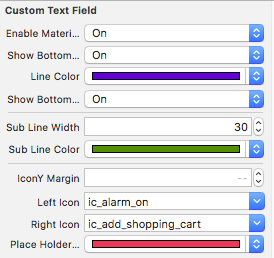 Custom Text Field
Enable Materi... On
Show Bottom... On
Line Color
Show Bottom... On
Sub Line Width 30
Sub Line Color
IconY Margin --
Left Icon ic_alarm_on
Right Icon ic_add_shopping_cart
Place Holder...